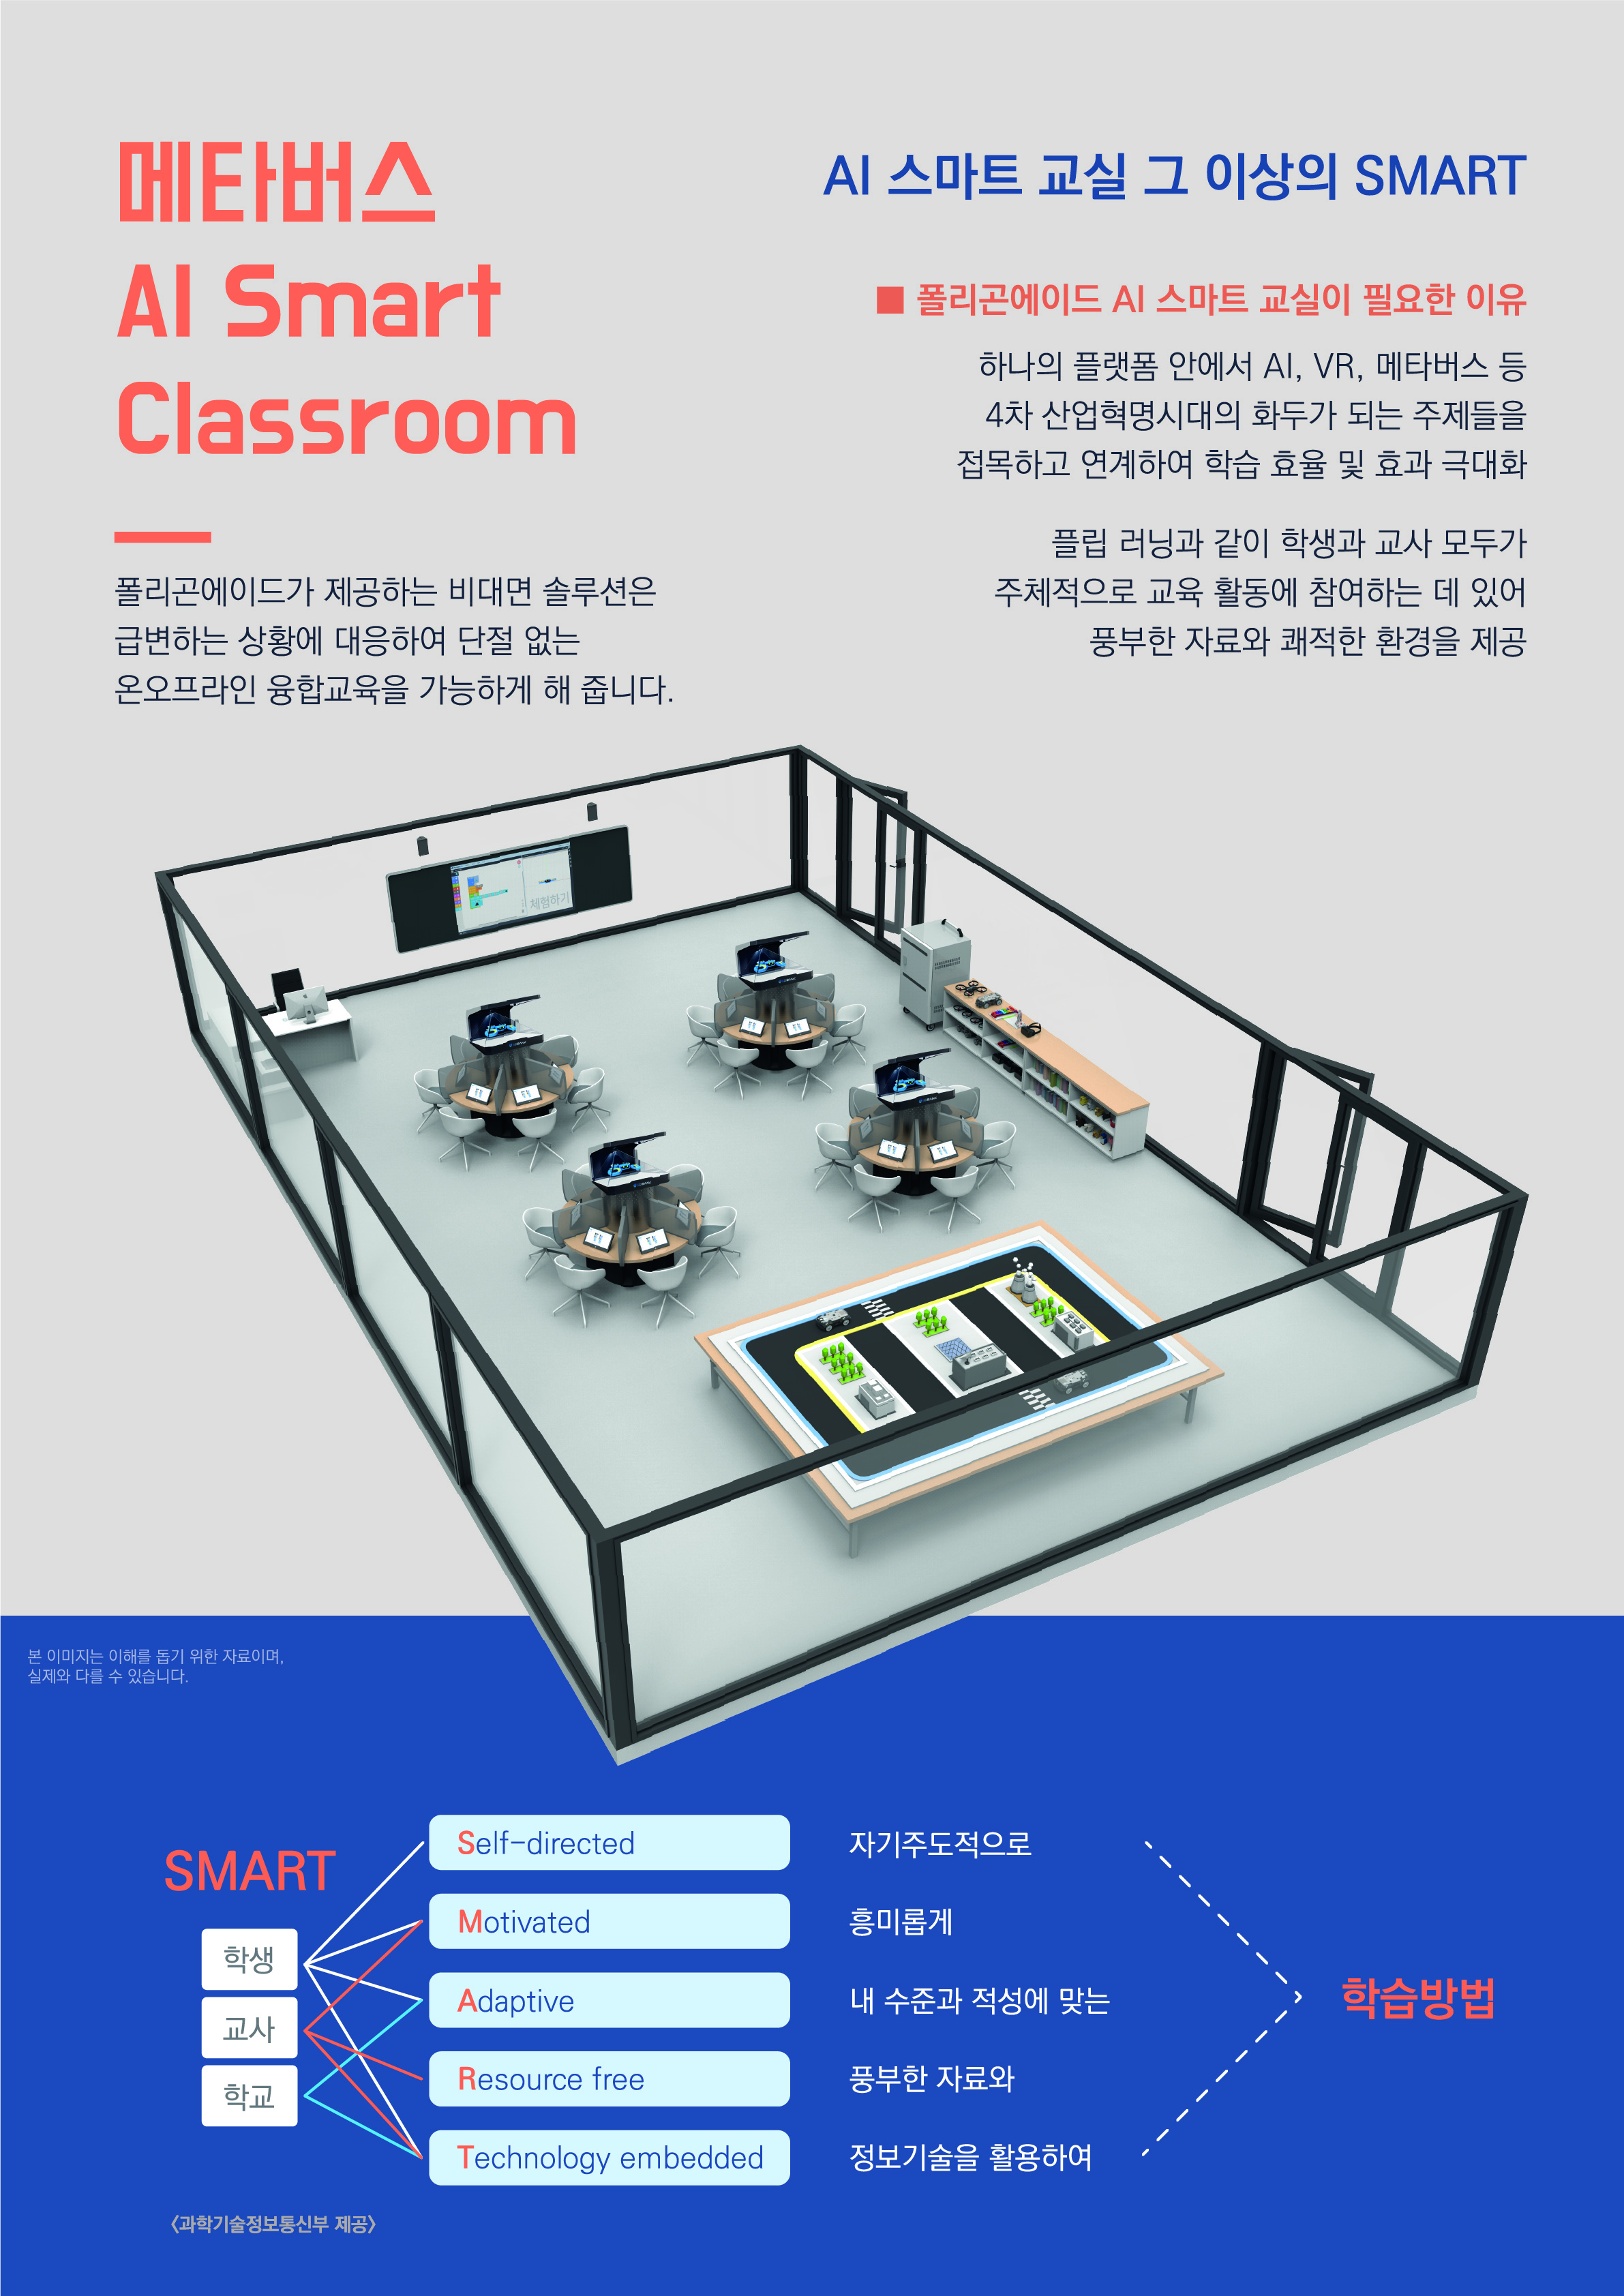 메타버스
AI Smart
Classroom
폴리곤에이드가 제공하는 비대면 솔루션은
급변하는 상황에 대응하여 단절 없는
온오프라인 융합교육을 가능하게 해 줍니다.
AI 스마트 교실 그 이상의 SMART
■ 폴리곤에이드 AI 스마트 교실이 필요한 이유
하나의 플랫폼 안에서 AI, VR, 메타버스 등
4차 산업혁명시대의 화두가 되는 주제들을
접목하고 연계하여 학습 효율 및 효과 극대화
플립 러닝과 같이 학생과 교사 모두가
주체적으로 교육 활동에 참여하는 데 있어
풍부한 자료와 쾌적한 환경을 제공
체험하기
본 이미지는 이해를 돕기 위한 자료이며,
실제와 다를 수 있습니다.
SMART
학생
교사
학교
Self-directed 자기주도적으로
Motivated 흥미롭게
Adaptive 내 수준과 적성에 맞는
Resource free 풍부한 자료와
Technology embedded 정보기술을 활용하여
학습방법
<과학기술정보통신부 제공>